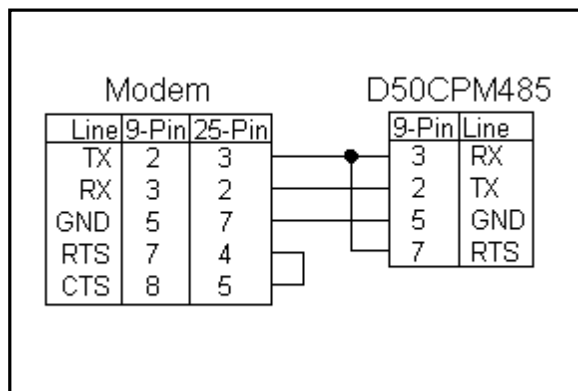 Modem D50CPM485
Line 9-Pin 25-Pin 9-Pin Line
TX 2 3 3 RX
RX 3 2 2 TX
GND 5 7 5 GND
RTS 7 4 7 RTS
CTS 8 5